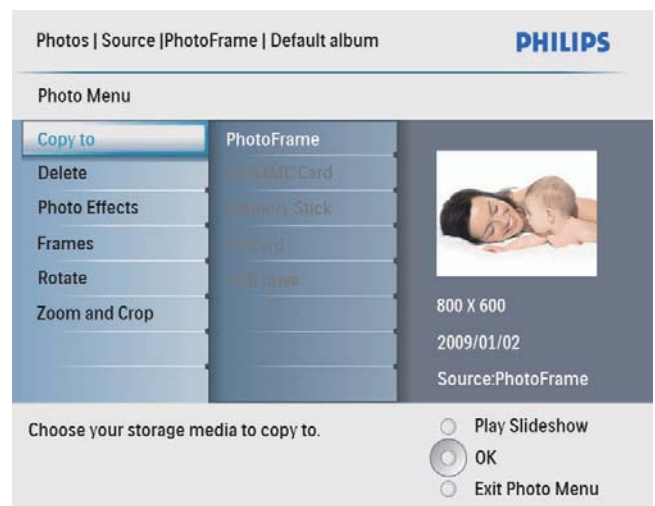 Photos | Source |PhotoFrame | Default album
PHILIPS
Photo Menu
Copy to
Delete
Photo Effects
Frames
Rotate
Zoom and Crop
PhotoFrame
Card
Stick
drive
800 X 600
2009/01/02
Source:PhotoFrame
Choose your storage media to copy to.
Play Slideshow
OK
Exit Photo Menu